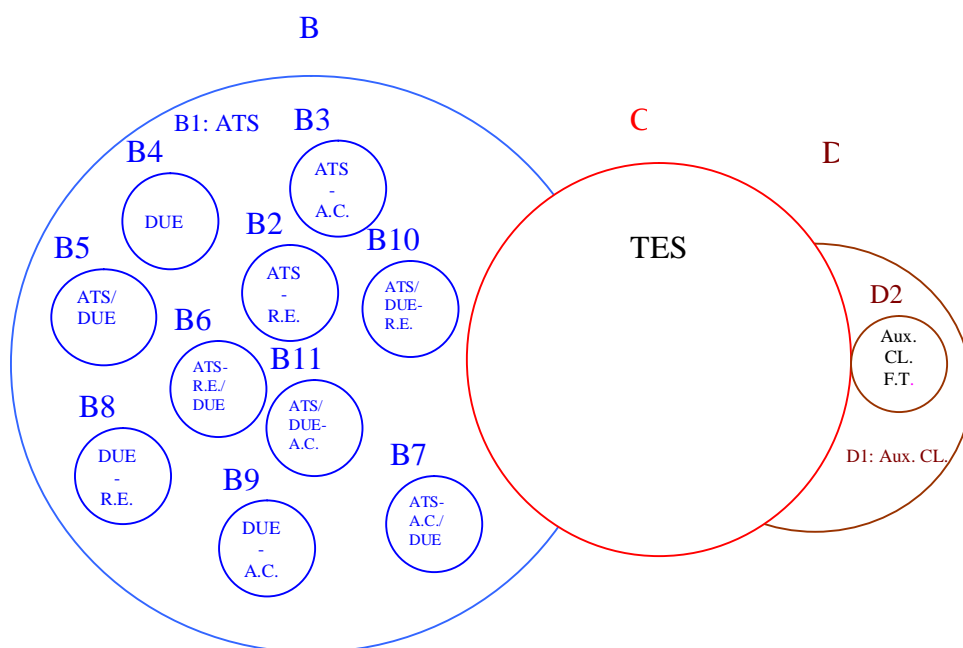 B
B1: ATS
B3
ATS
-
A.C.
B4
DUE
B2
ATS
-
R.E.
B10
ATS/
DUE-
R.E.
B5
ATS/
DUE
B6
ATS-
R.E./
DUE
B11
ATS/
DUE-
A.C.
B8
DUE
-
R.E.
B9
DUE
-
A.C.
B7
ATS-
A.C./
DUE
C
TES
D
D2
Aux.
CL.
F.T.
D1: Aux. CL.